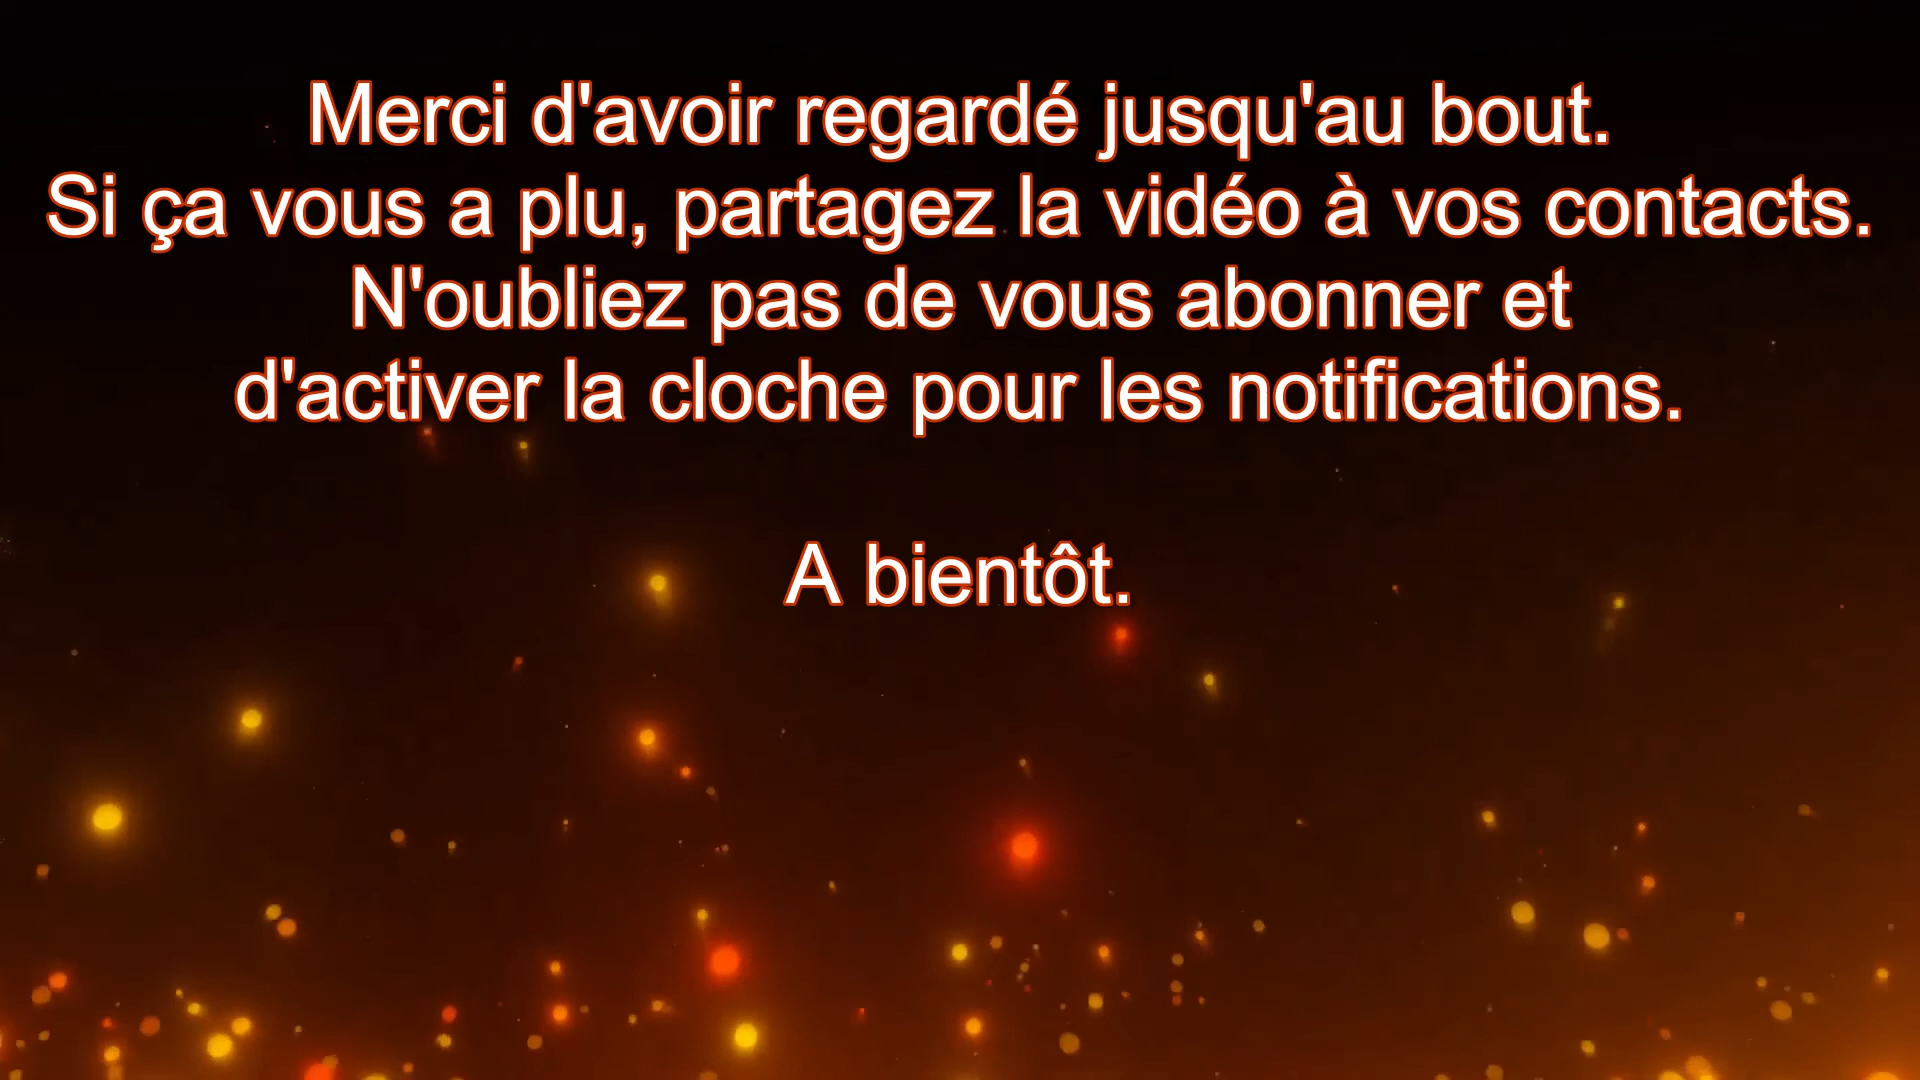 Merci d'avoir regardé jusqu'au bout.
Si ça vous a plu, partagez la vidéo à vos contacts.
N'oubliez pas de vous abonner et
d'activer la cloche pour les notifications.
A bientôt.